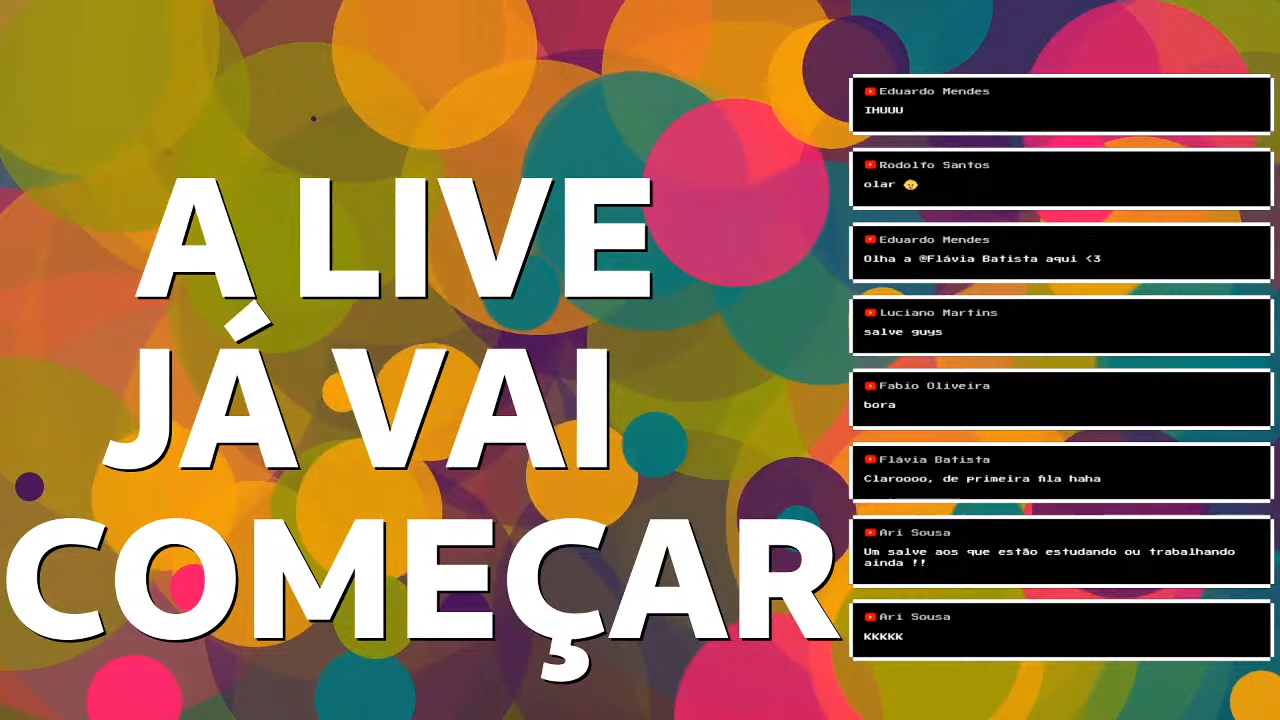 A LIVE
JÁ VAI
COMEÇAR
Eduardo Mendes
IHUUU
Rodolfo Santos
olar
Eduardo Mendes
Olha a @Flávia Batista aqui <3
Luciano Martins
salve guys
Fabio Oliveira
bora
Flávia Batista
Claroooo, de primeira fila haha
Ari Sousa
Um salve aos que estão estudando ou trabalhando
ainda !!
Ari Sousa
KKKKK